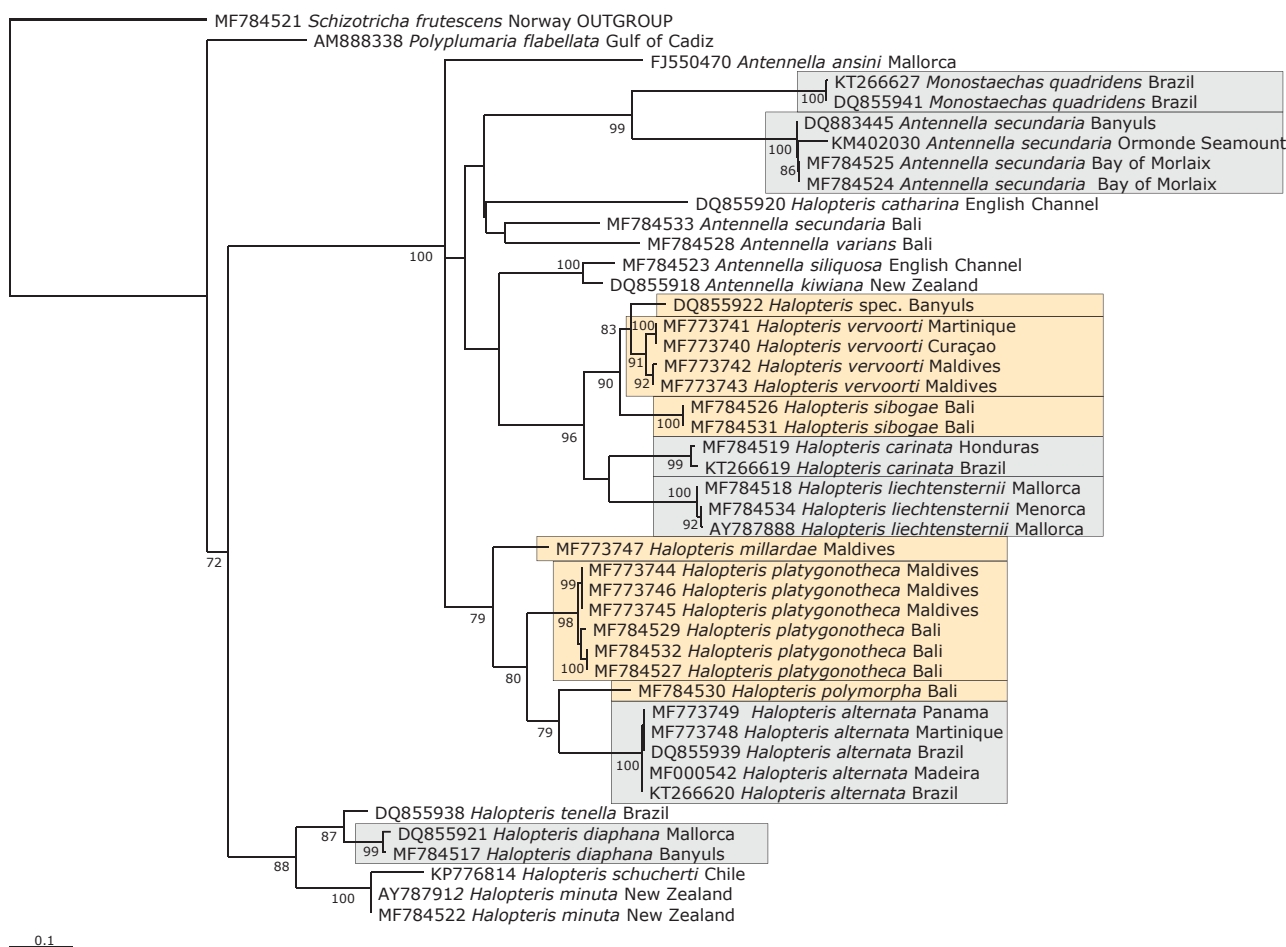 MF784521 Schizotricha frutescens Norway OUTGROUP
AM888338 Polyplumaria flabellata Gulf of Cadiz
FJ550470 Antennella ansini Mallorca
KT266627 Monostaechas quadridens Brazil
100
DQ855941 Monostaechas quadridens Brazil
99
DQ883445 Antennella secundaria Banyuls
100
KM402030 Antennella secundaria Ormonde Seamount
MF784525 Antennella secundaria Bay of Morlaix
86
MF784524 Antennella secundaria Bay of Morlaix
DQ855920 Halopteris catharina English Channel
MF784533 Antennella secundaria Bali
MF784528 Antennella varians Bali
100
100
MF784523 Antennella siliquosa English Channel
DQ855918 Antennella kiwiana New Zealand
DQ855922 Halopteris spec. Banyuls
83
100
MF773741 Halopteris vervoorti Martinique
MF773740 Halopteris vervoorti Curaçao
91
MF773742 Halopteris vervoorti Maldives
90
92
MF773743 Halopteris vervoorti Maldives
MF784526 Halopteris sibogae Bali
100
MF784531 Halopteris sibogae Bali
96
MF784519 Halopteris carinata Honduras
99
KT266619 Halopteris carinata Brazil
100
MF784518 Halopteris liechtensternii Mallorca
MF784534 Halopteris liechtensternii Menorca
92
AY787888 Halopteris liechtensternii Mallorca
MF773747 Halopteris millardae Maldives
72
MF773744 Halopteris platygonotheca Maldives
99
MF773746 Halopteris platygonotheca Maldives
MF773745 Halopteris platygonotheca Maldives
79
98
MF784529 Halopteris platygonotheca Bali
MF784532 Halopteris platygonotheca Bali
80
100
MF784527 Halopteris platygonotheca Bali
MF784530 Halopteris polymorpha Bali
MF773749 Halopteris alternata Panama
79
MF773748 Halopteris alternata Martinique
DQ855939 Halopteris alternata Brazil
100
MF000542 Halopteris alternata Madeira
KT266620 Halopteris alternata Brazil
DQ855938 Halopteris tenella Brazil
87
DQ855921 Halopteris diaphana Mallorca
99
MF784517 Halopteris diaphana Banyuls
88
KP776814 Halopteris schucherti Chile
100
AY787912 Halopteris minuta New Zealand
MF784522 Halopteris minuta New Zealand
0.1